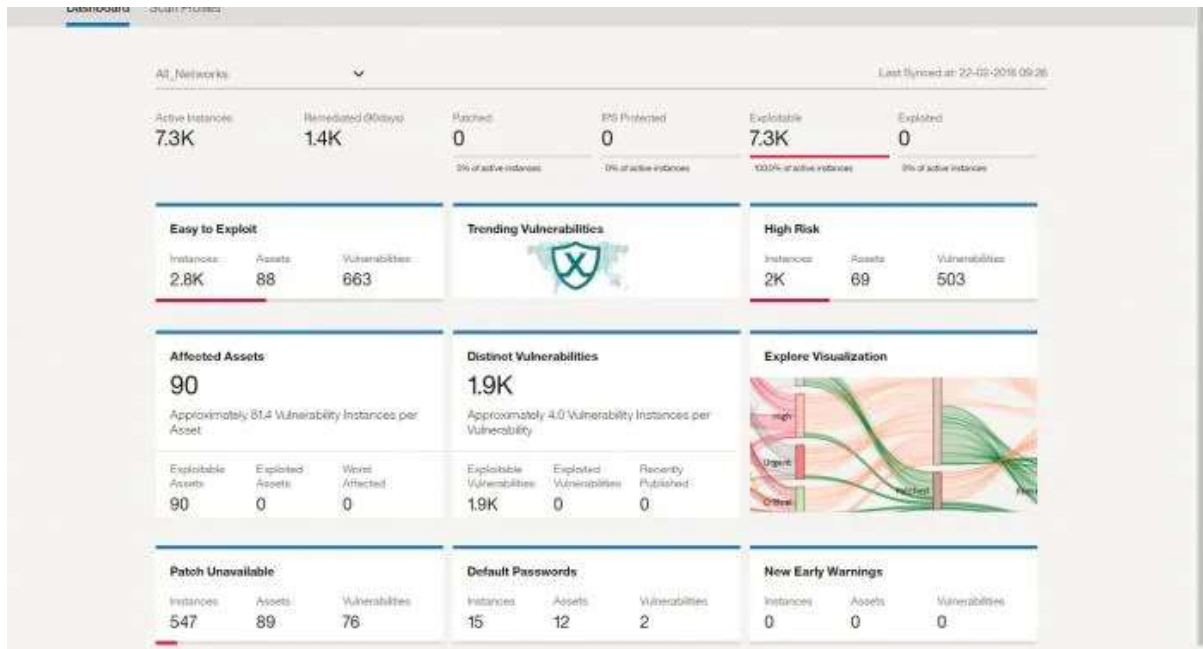 Dashboard Scan Profiles
All_Networks Last Synced at: 22-02-2016 09:26
Active Instances Remediated (90days) Patched IPS Protected Exploitable Exploited
7.3K 1.4K 0 0 7.3K 0
0% of active instances 0% of active instances 100.0% of active instances 0% of active instances
Easy to Exploit Trending Vulnerabilities High Risk
Instances Assets Vulnerabilities Instances Assets Vulnerabilities
2.8K 88 663 X 2K 69 503
Affected Assets Distinct Vulnerabilities Explore Visualization
90 1.9K
Approximately 81.4 Vulnerability Instances per Approximately 4.0 Vulnerability Instances per
Asset Vulnerability
High
Urgent
Exploitable Exploited Worst Exploitable Exploited Recently
Assets Assets Affected Vulnerabilities Vulnerabilities Published
Patched
Critical
90 0 0 1.9K 0 0
Patch Unavailable Default Passwords New Early Warnings
Instances Assets Vulnerabilities Instances Assets Vulnerabilities Instances Assets Vulnerabilities
547 89 76 15 12 2 0 0 0